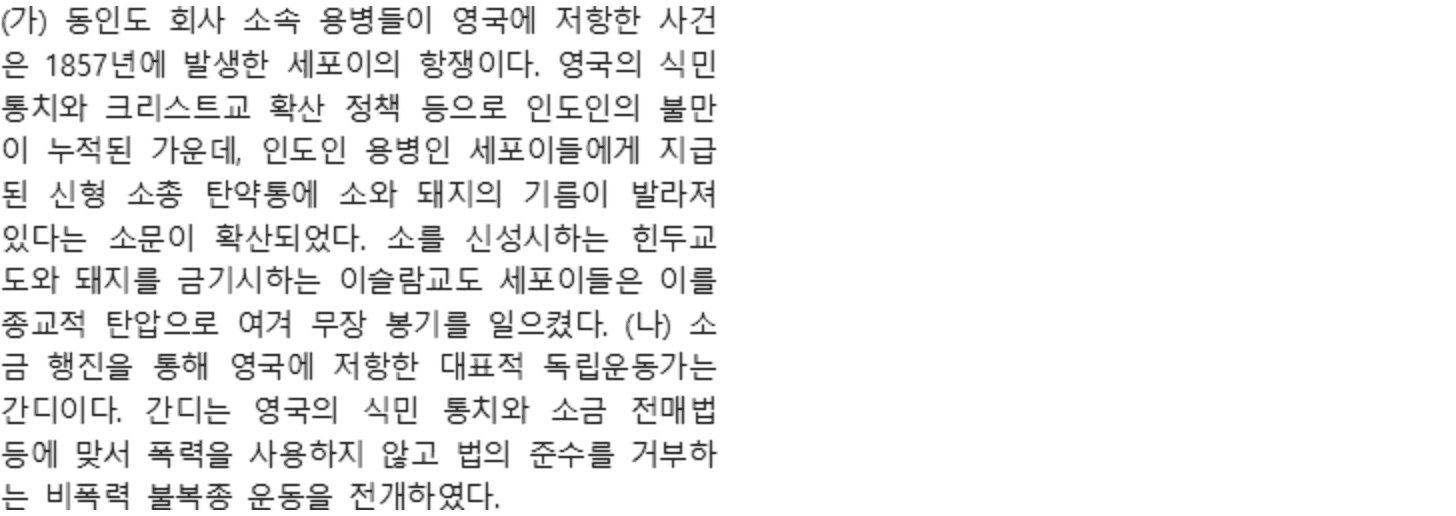 (가) 동인도 회사 소속 용병들이 영국에 저항한 사건
은 1857년에 발생한 세포이의 항쟁이다. 영국의 식민
통치와 크리스트교 확산 정책 등으로 인도인의 불만
이 누적된 가운데, 인도인 용병인 세포이들에게 지급
된 신형 소총 탄약통에 소와 돼지의 기름이 발라져
있다는 소문이 확산되었다. 소를 신성시하는 힌두교
도와 돼지를 금기시하는 이슬람교도 세포이들은 이를
종교적 탄압으로 여겨 무장 봉기를 일으켰다. (나) 소
금 행진을 통해 영국에 저항한 대표적 독립운동가는
간디이다. 간디는 영국의 식민 통치와 소금 전매법
등에 맞서 폭력을 사용하지 않고 법의 준수를 거부하
는 비폭력 불복종 운동을 전개하였다.